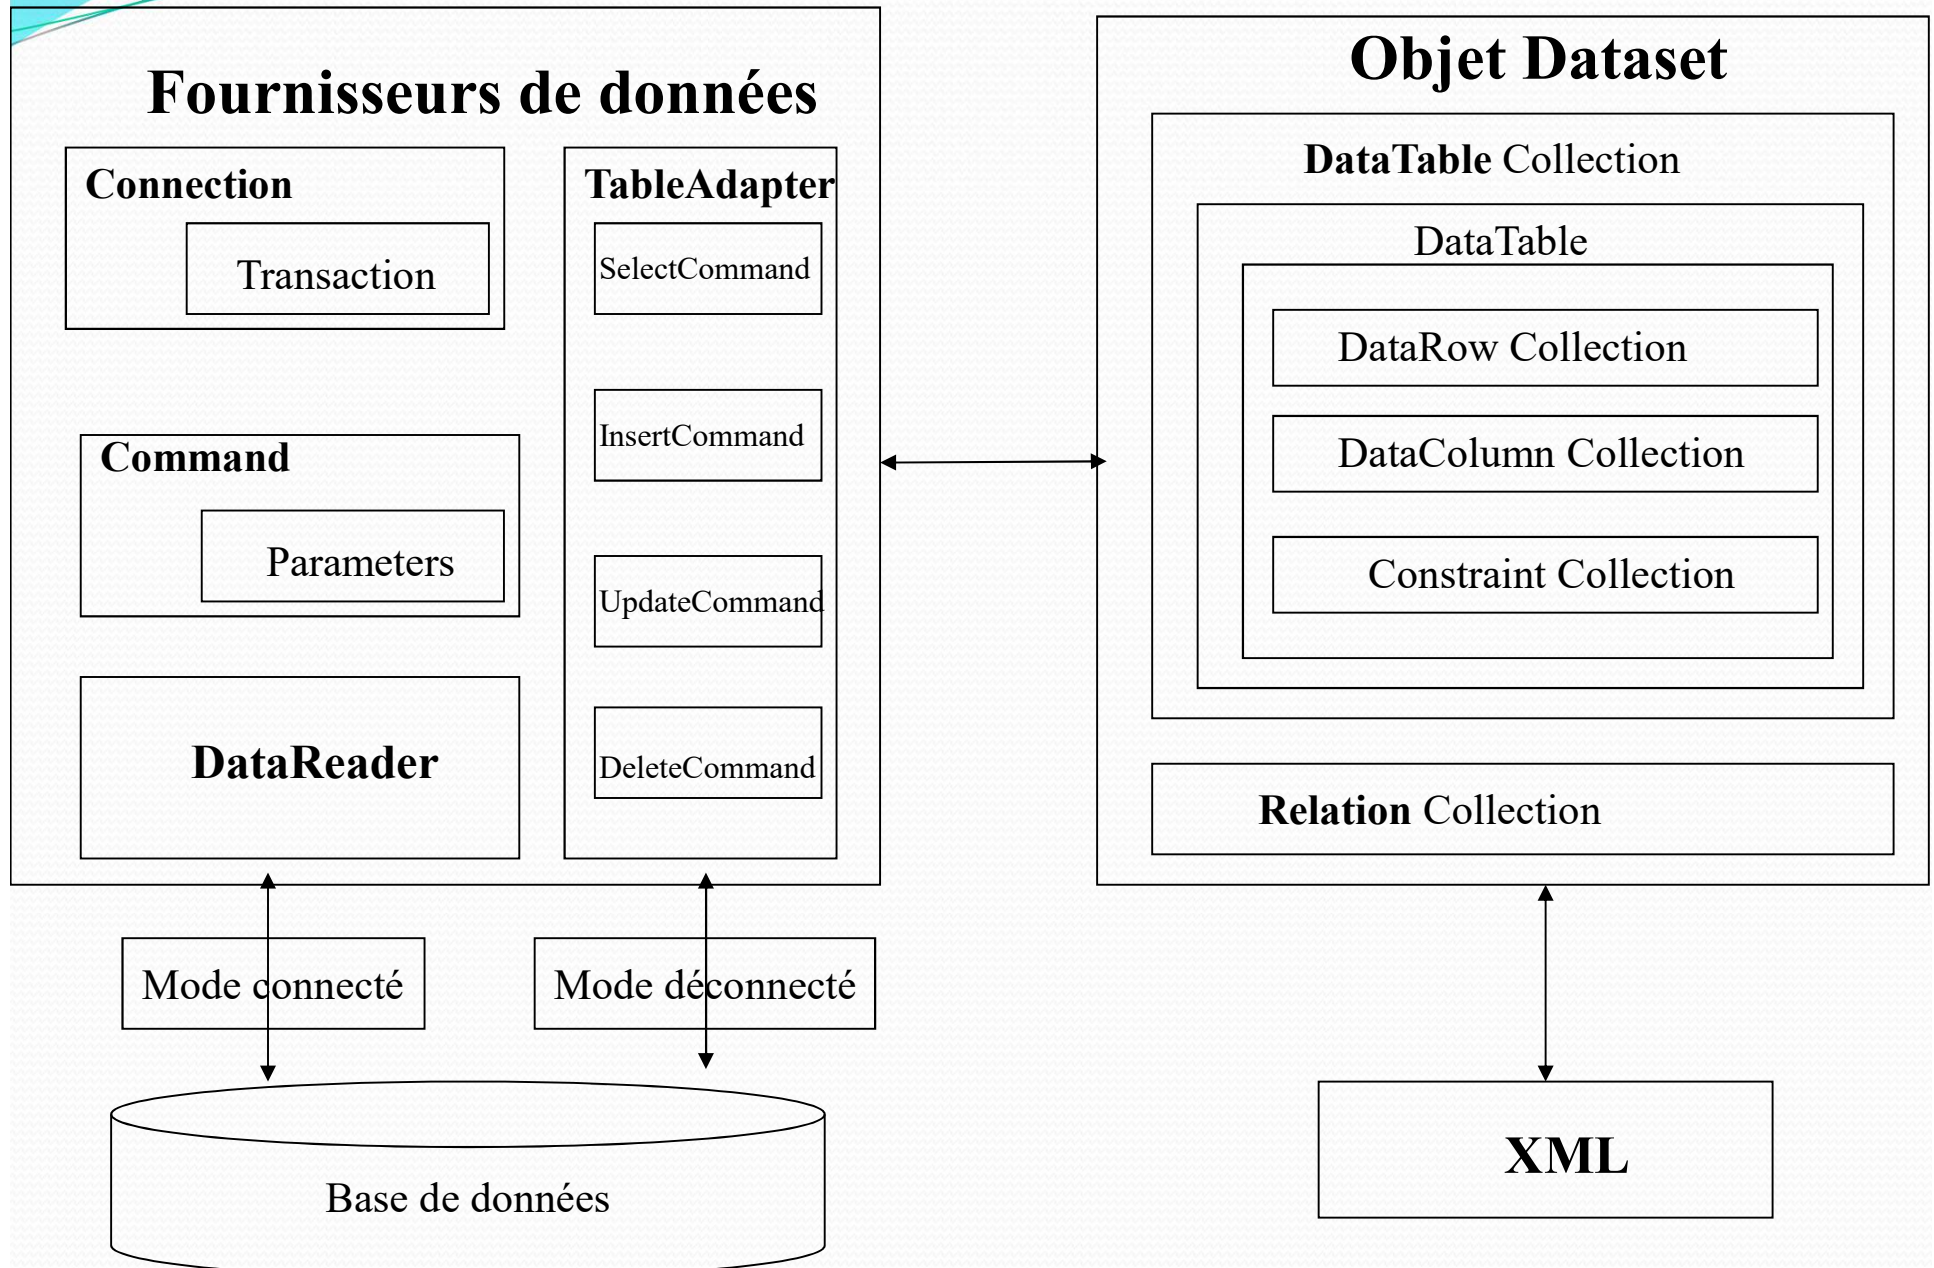 Fournisseurs de données
Connection
Transaction
Command
Parameters
DataReader
TableAdapter
SelectCommand
InsertCommand
UpdateCommand
DeleteCommand
Objet Dataset
DataTable Collection
DataTable
DataRow Collection
DataColumn Collection
Constraint Collection
Relation Collection
Mode connecté
Mode déconnecté
Base de données
XML